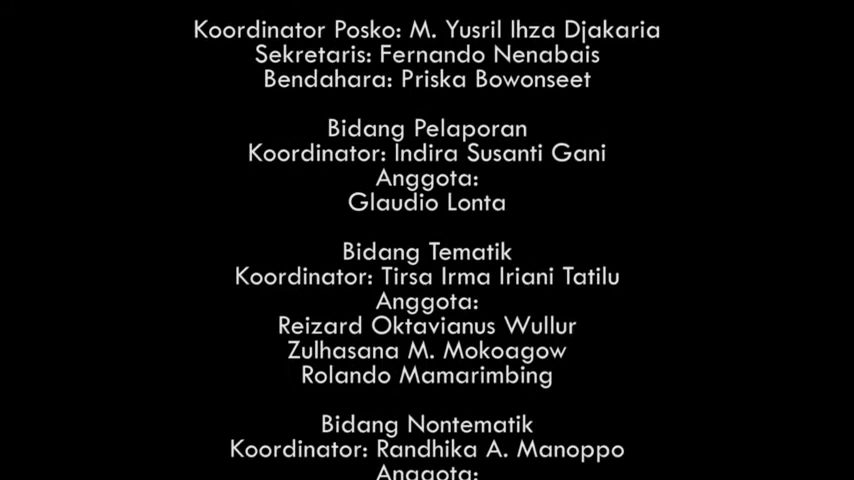 Koordinator Posko: M. Yusril Ihza Djakaria
Sekretaris: Fernando Nenabais
Bendahara: Priska Bowonseet
Bidang Pelaporan
Koordinator: Indira Susanti Gani
Anggota:
Glaudio Lonta
Bidang Tematik
Koordinator: Tirsa Irma Iriani Tatilu
Anggota:
Reizard Oktavianus Wullur
Zulhasana M. Mokoagow
Rolando Mamarimbing
Bidang Nontematik
Koordinator: Randhika A. Manoppo
Anggota: